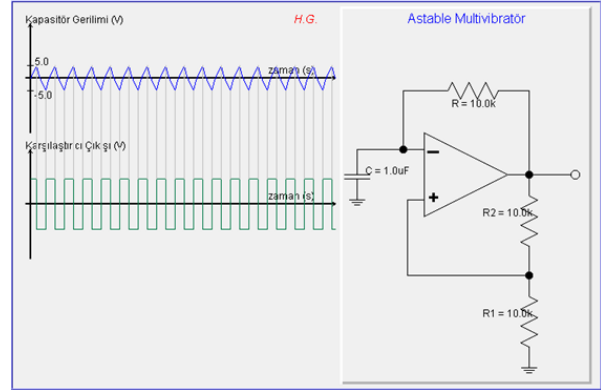 Kapasitör Gerilimi (V)
H.G.
5.0
zaman (s)
-5.0
Karşılaştırıcı Çıkışı (V)
zaman (s)
Astable Multivibratör
R = 10.0k
C = 1.0uF
R2 = 10.0k
R1 = 10.0k